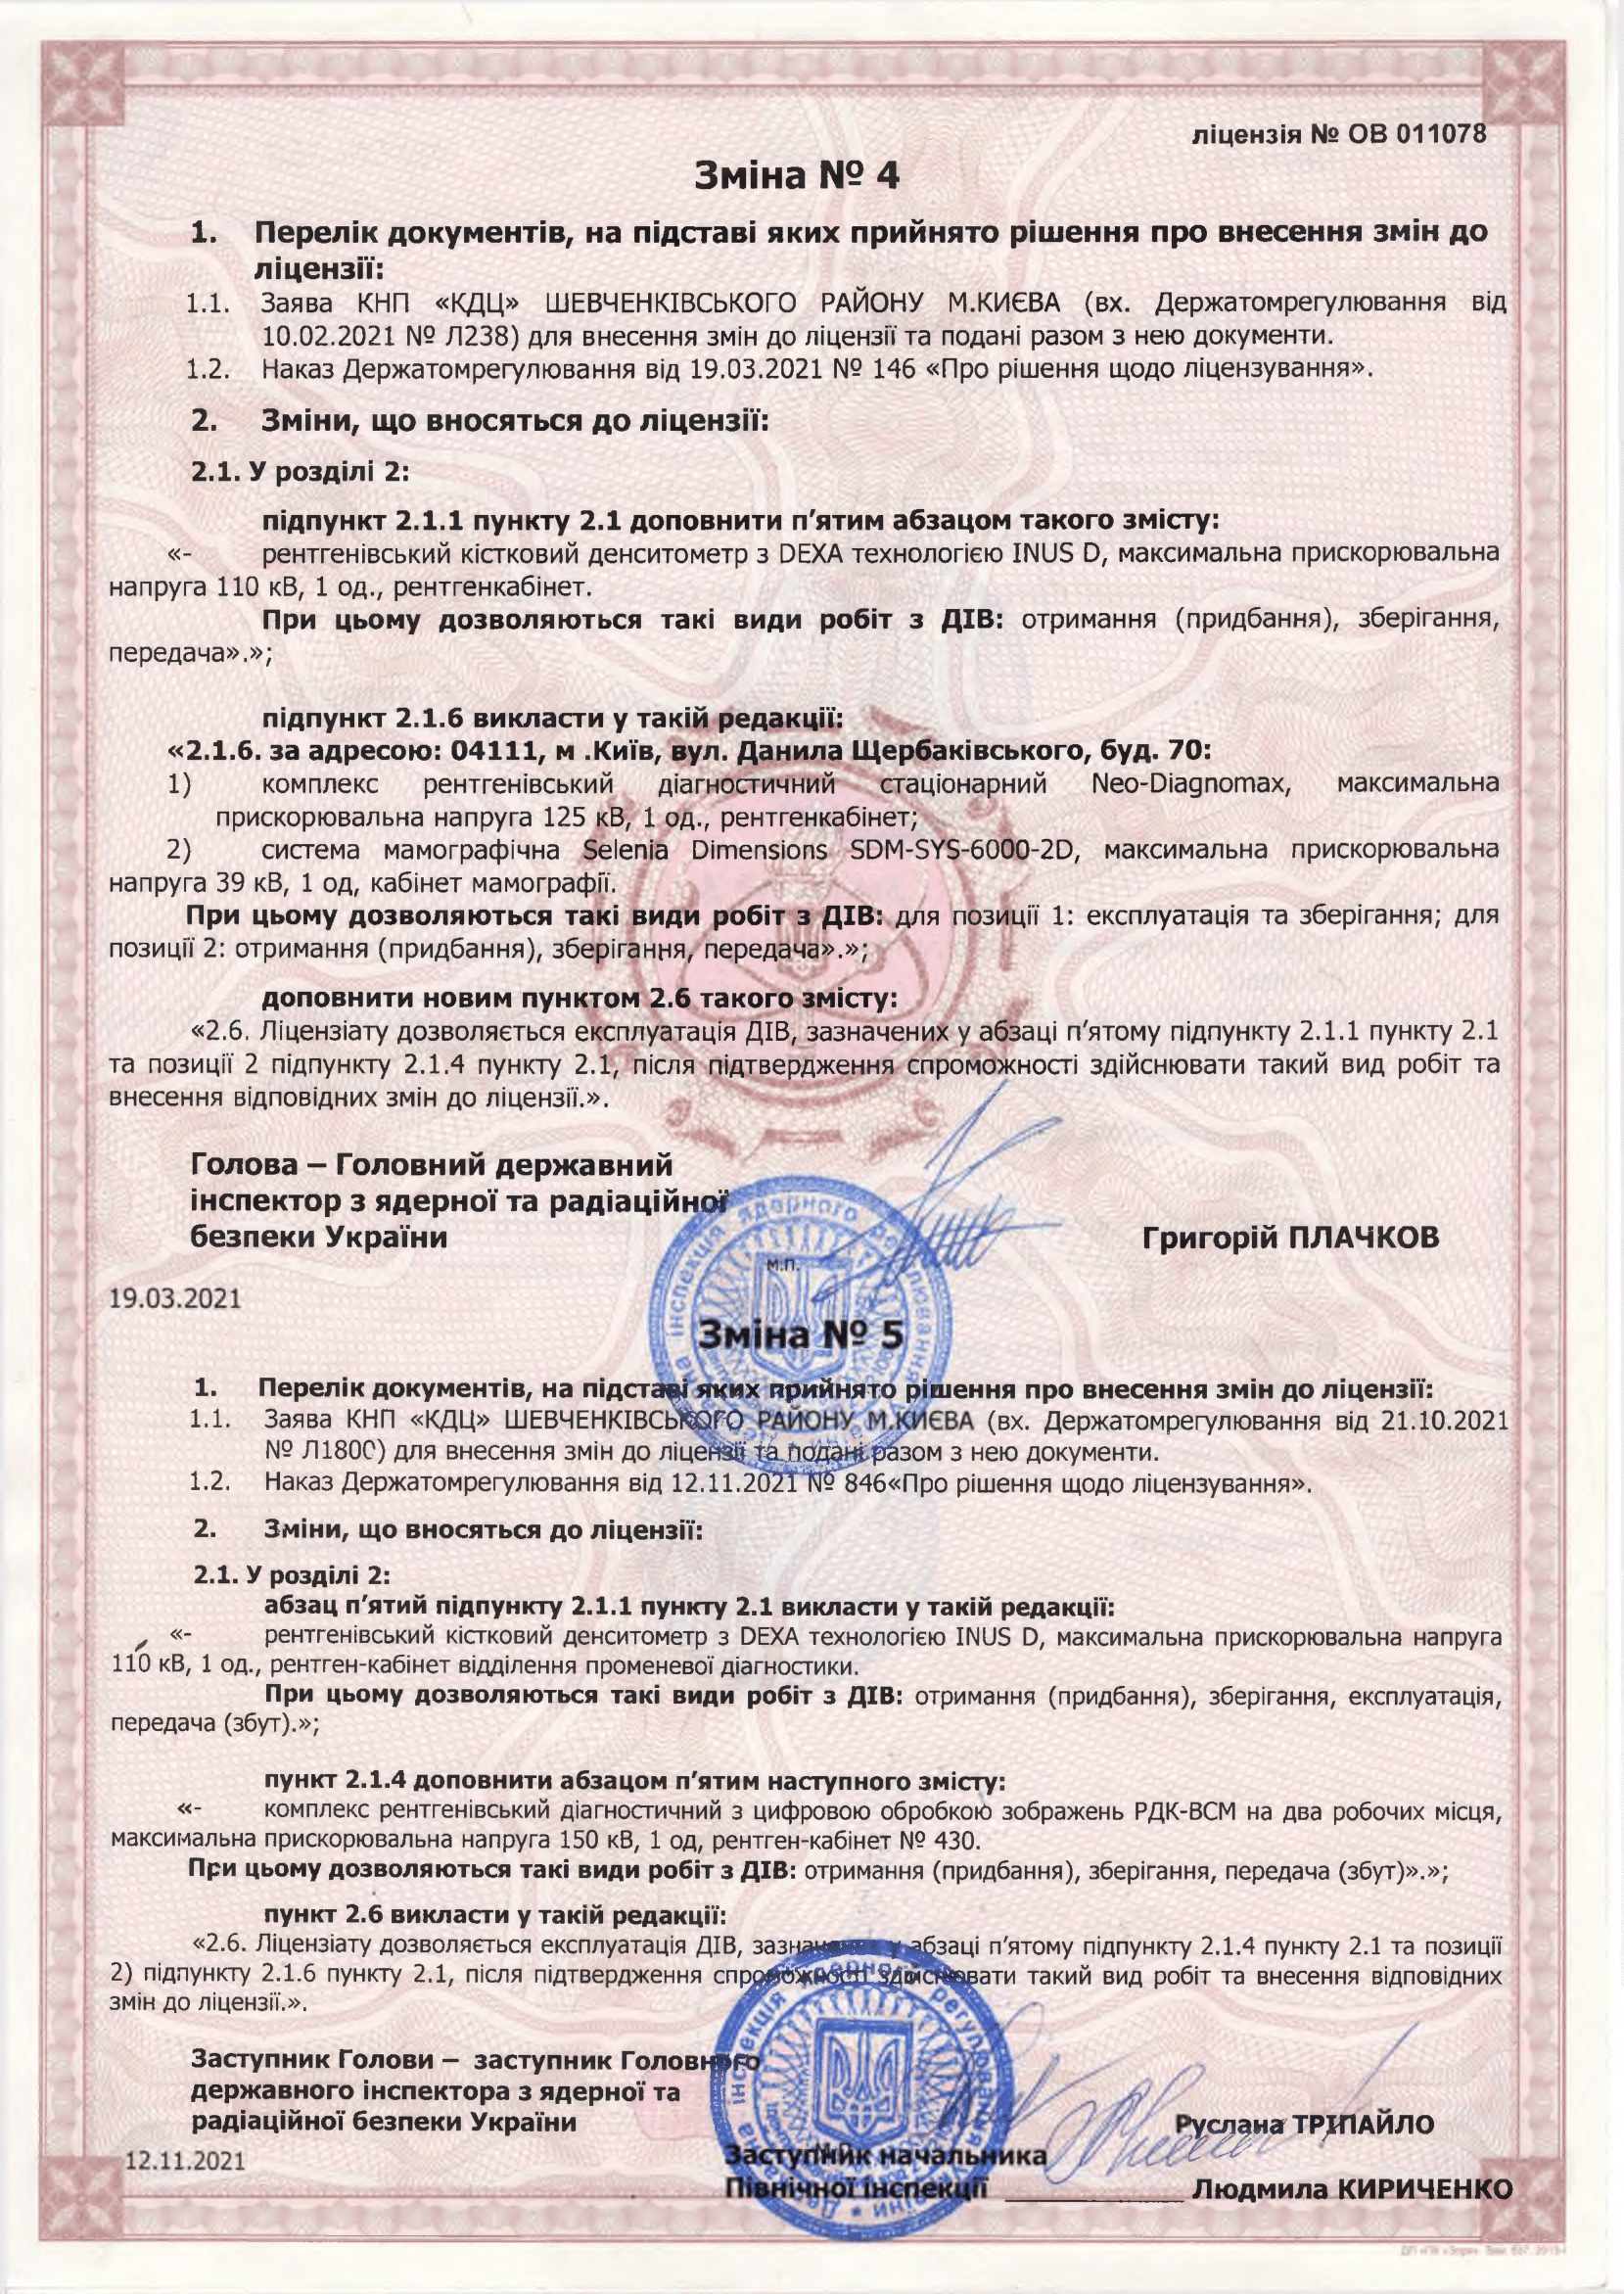 ліцензія № ОВ 011078
Зміна № 4
1. Перелік документів, на підставі яких прийнято рішення про внесення змін до
ліцензії:
1.1. Заява КНП «КДЦ» ШЕВЧЕНКІВСЬКОГО РАЙОНУ М.КИЄВА (вх. Держатомрегулювання від
10.02.2021 № Л238) для внесення змін до ліцензії та подані разом з нею документи.
1.2. Наказ Держатомрегулювання від 19.03.2021 № 146 «Про рішення щодо ліцензування».
2. Зміни, що вносяться до ліцензії:
2.1. У розділі 2:
підпункт 2.1.1 пункту 2.1 доповнити п’ятим абзацом такого змісту:
«- рентгенівський кістковий денситометр з DEXA технологією INUS D, максимальна прискорювальна
напруга 110 кВ, 1 од., рентгенкабінет.
При цьому дозволяються такі види робіт з ДІВ: отримання (придбання), зберігання,
передача».»;
підпункт 2.1.6 викласти у такій редакції:
«2.1.6. за адресою: 04111, м .Київ, вул. Данила Щербаківського, буд. 70:
1) комплекс рентгенівський діагностичний стаціонарний Neo-Diagnomax, максимальна
прискорювальна напруга 125 кВ, 1 од., рентгенкабінет;
2) система мамографічна Selenia Dimensions SDM-SYS-6000-2D, максимальна прискорювальна
напруга 39 кВ, 1 од, кабінет мамографії.
При цьому дозволяються такі види робіт з ДІВ: для позиції 1: експлуатація та зберігання; для
позиції 2: отримання (придбання), зберігання, передача».»;
доповнити новим пунктом 2.6 такого змісту:
«2.6. Ліцензіату дозволяється експлуатація ДІВ, зазначених у абзаці п’ятому підпункту 2.1.1 пункту 2.1
та позиції 2 підпункту 2.1.4 пункту 2.1, після підтвердження спроможності здійснювати такий вид робіт та
внесення відповідних змін до ліцензії.».
Голова – Головний державний
інспектор з ядерної та радіаційної
безпеки України
Григорій ПЛАЧКОВ
м.п.
19.03.2021
Зміна № 5
1. Перелік документів, на підставі яких прийнято рішення про внесення змін до ліцензії:
1.1. Заява КНП «КДЦ» ШЕВЧЕНКІВСЬКОГО РАЙОНУ М.КИЄВА (вх. Держатомрегулювання від 21.10.2021
№ Л1800) для внесення змін до ліцензії та подані разом з нею документи.
1.2. Наказ Держатомрегулювання від 12.11.2021 № 846«Про рішення щодо ліцензування».
2. Зміни, що вносяться до ліцензії:
2.1. У розділі 2:
абзац п’ятий підпункту 2.1.1 пункту 2.1 викласти у такій редакції:
«- рентгенівський кістковий денситометр з DEXA технологією INUS D, максимальна прискорювальна напруга
110 кВ, 1 од., рентген-кабінет відділення променевої діагностики.
При цьому дозволяються такі види робіт з ДІВ: отримання (придбання), зберігання, експлуатація,
передача (збут).»;
пункт 2.1.4 доповнити абзацом п’ятим наступного змісту:
«- комплекс рентгенівський діагностичний з цифровою обробкою зображень РДК-ВСМ на два робочих місця,
максимальна прискорювальна напруга 150 кВ, 1 од, рентген-кабінет № 430.
При цьому дозволяються такі види робіт з ДІВ: отримання (придбання), зберігання, передача (збут)».»;
пункт 2.6 викласти у такій редакції:
«2.6. Ліцензіату дозволяється експлуатація ДІВ, зазначених у абзаці п’ятому підпункту 2.1.4 пункту 2.1 та позиції
2) підпункту 2.1.6 пункту 2.1, після підтвердження спроможності здійснювати такий вид робіт та внесення відповідних
змін до ліцензії.».
Заступник Голови – заступник Головного
державного інспектора з ядерної та
радіаційної безпеки України
Руслана ТРІПАЙЛО
12.11.2021
Заступник начальника
Північної інспекції
Людмила КИРИЧЕНКО